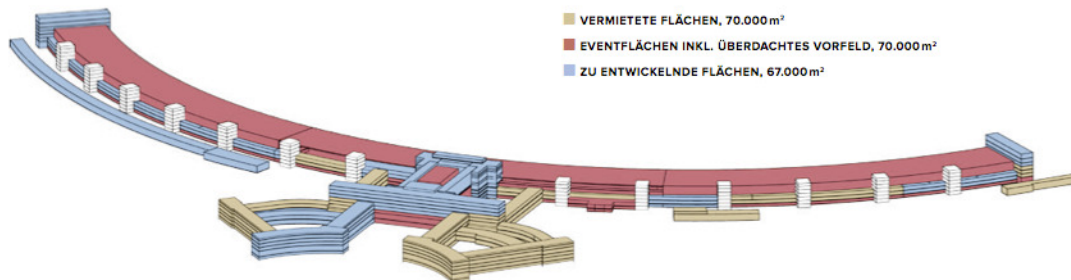 VERMIETETE FLÄCHEN, 70.000 m²
EVENTFLÄCHEN INKL. ÜBERDACHTES VORFELD, 70.000 m²
ZU ENTWICKELNDE FLÄCHEN, 67.000 m²